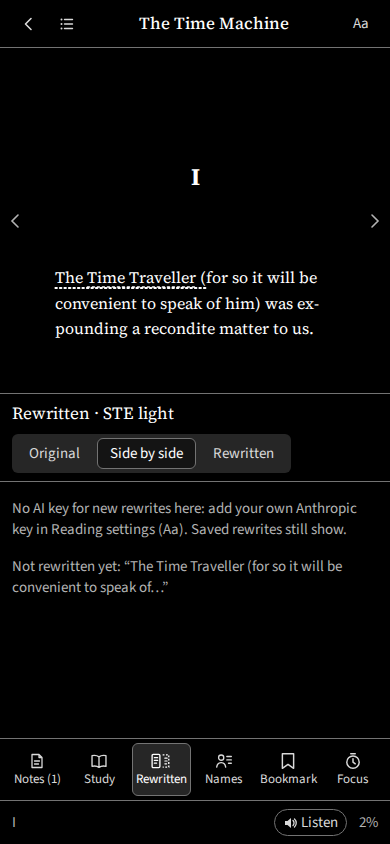 The Time Machine
Aa
I
The Time Traveller (for so it will be
convenient to speak of him) was ex-
pounding a recondite matter to us.
Rewritten · STE light
Original
Side by side
Rewritten
No AI key for new rewrites here: add your own Anthropic
key in Reading settings (Aa). Saved rewrites still show.
Not rewritten yet: “The Time Traveller (for so it will be
convenient to speak of…”
Notes (1)
Study
Rewritten
Names
Bookmark
Focus
I
Listen
2%